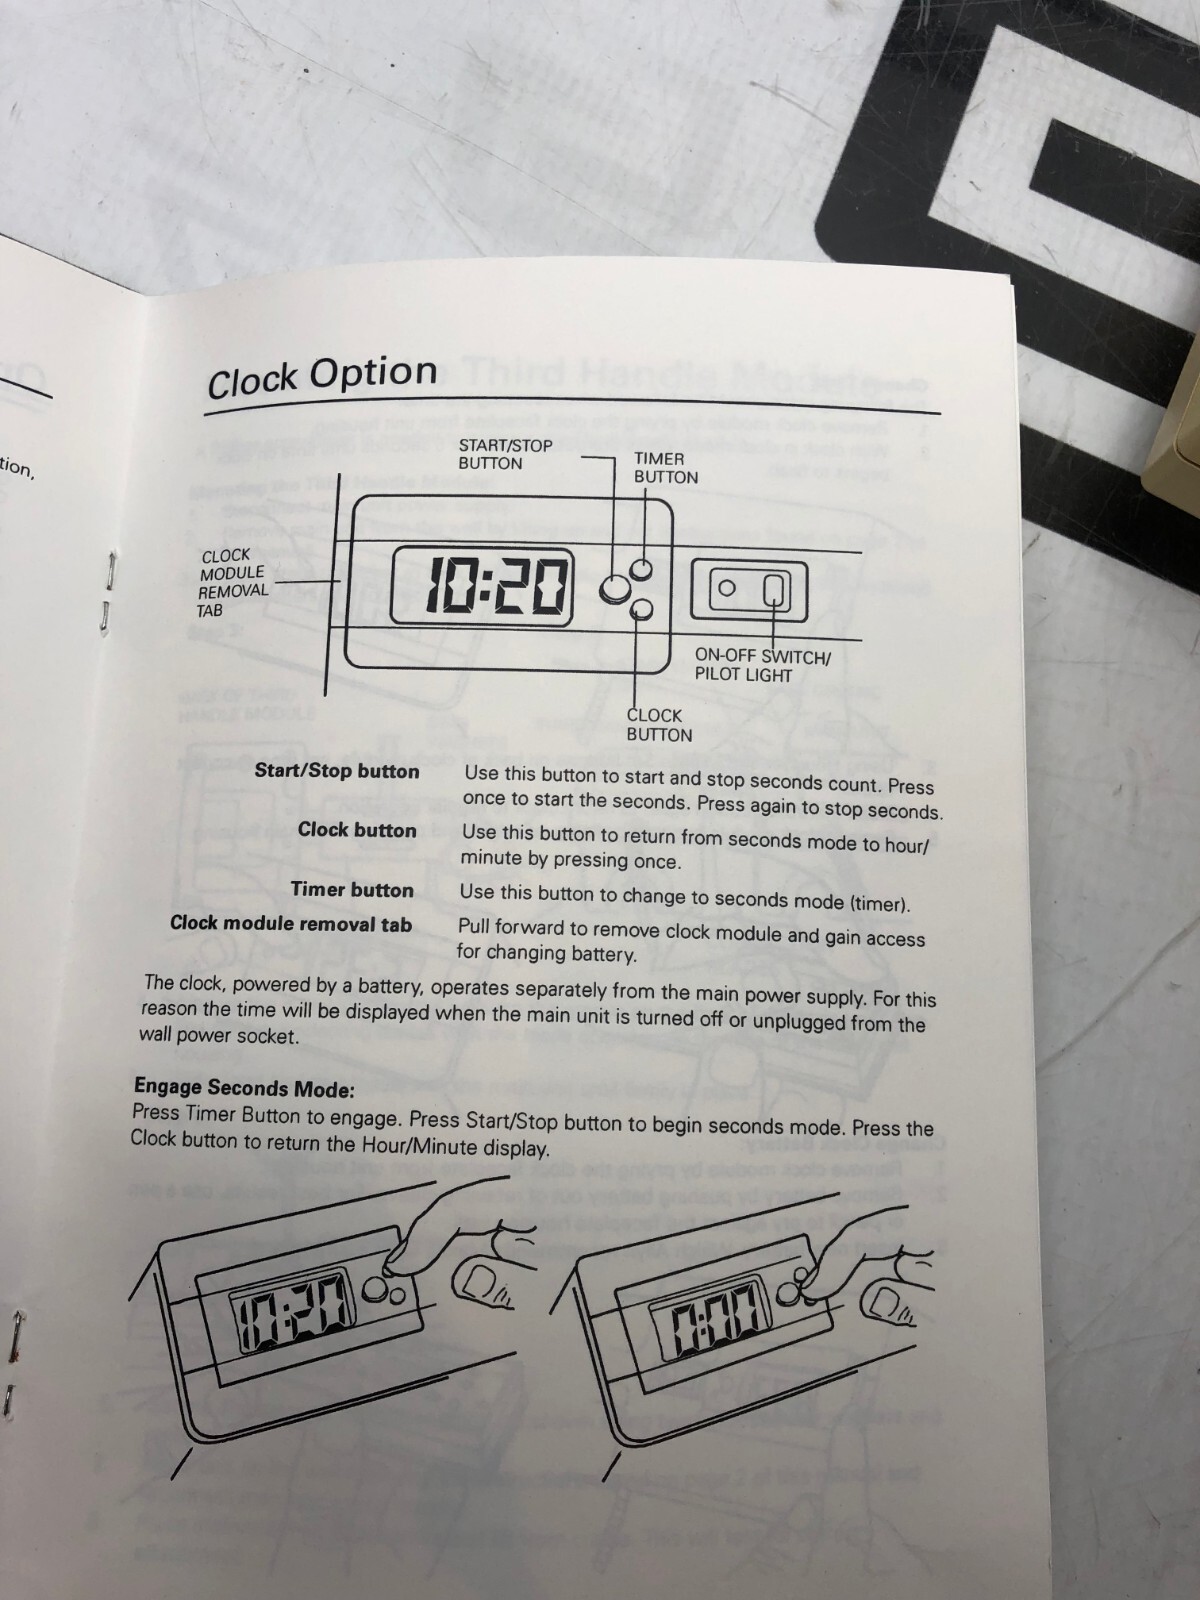 tion,
Clock Option
START/STOP
BUTTON
TIMER
BUTTON
CLOCK
MODULE
REMOVAL
TAB
10:20
ON-OFF SWITCH/
PILOT LIGHT
CLOCK
BUTTON
Start/Stop button Use this button to start and stop seconds count. Press
once to start the seconds. Press again to stop seconds.
Clock button Use this button to return from seconds mode to hour/
minute by pressing once.
Timer button Use this button to change to seconds mode (timer).
Clock module removal tab Pull forward to remove clock module and gain access
for changing battery.
The clock, powered by a battery, operates separately from the main power supply. For this
reason the time will be displayed when the main unit is turned off or unplugged from the
wall power socket.
Engage Seconds Mode:
Press Timer Button to engage. Press Start/Stop button to begin seconds mode. Press the
Clock button to return the Hour/Minute display.
10:20
0:00